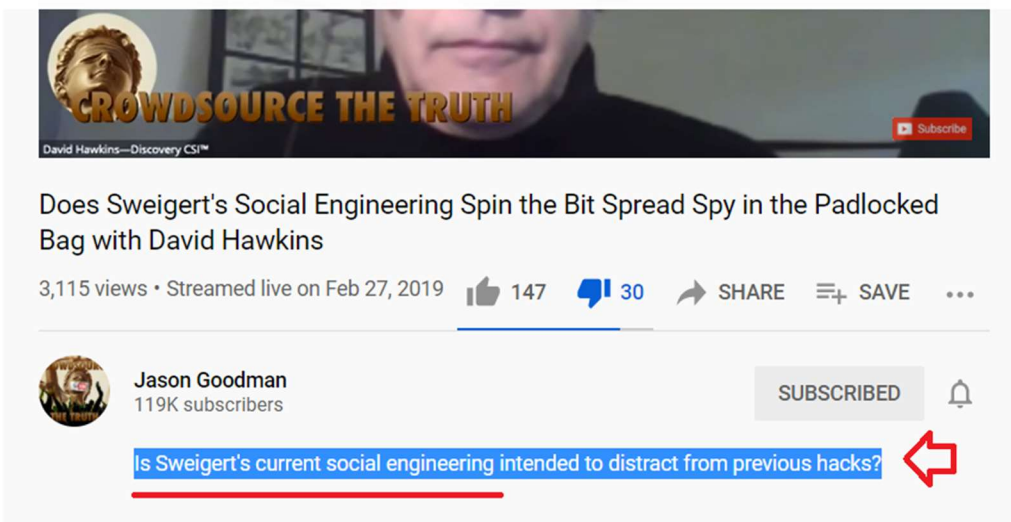 CROWDSOURCE THE TRUTH
Subscribe
David Hawkins—Discovery CSI™
Does Sweigert's Social Engineering Spin the Bit Spread Spy in the Padlocked
Bag with David Hawkins
3,115 views • Streamed live on Feb 27, 2019 147 30 SHARE SAVE
Jason Goodman
119K subscribers
SUBSCRIBED
Is Sweigert's current social engineering intended to distract from previous hacks?